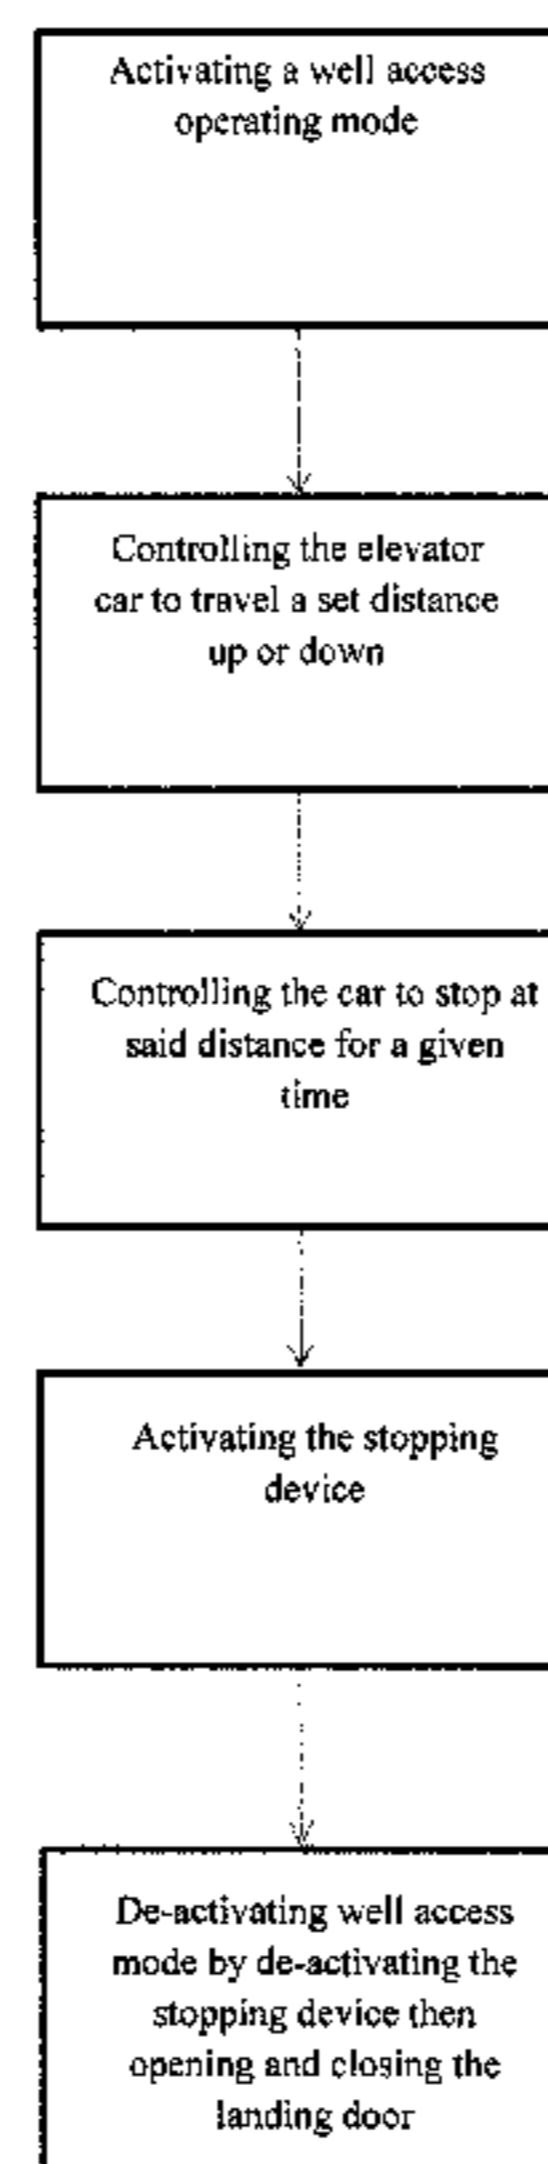 Activating a well access
operating mode
Controlling the elevator
car to travel a set distance
up or down
Controlling the car to stop at
said distance for a given
time
Activating the stopping
device
De-activating well access
mode by de-activating the
stopping device then
opening and closing the
landing door